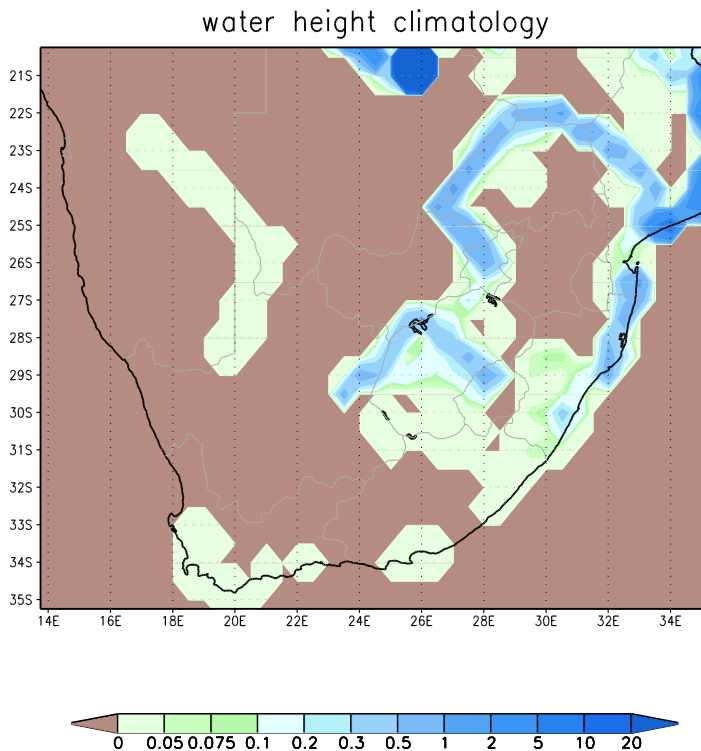 water height climatology
21S
22S
23S
24S
25S
26S
27S
28S
29S
30S
31S
32S
33S
34S
35S
14E 16E 18E 20E 22E 24E 26E 28E 30E 32E 34E
0 0.05 0.075 0.1 0.2 0.3 0.5 1 2 5 10 20